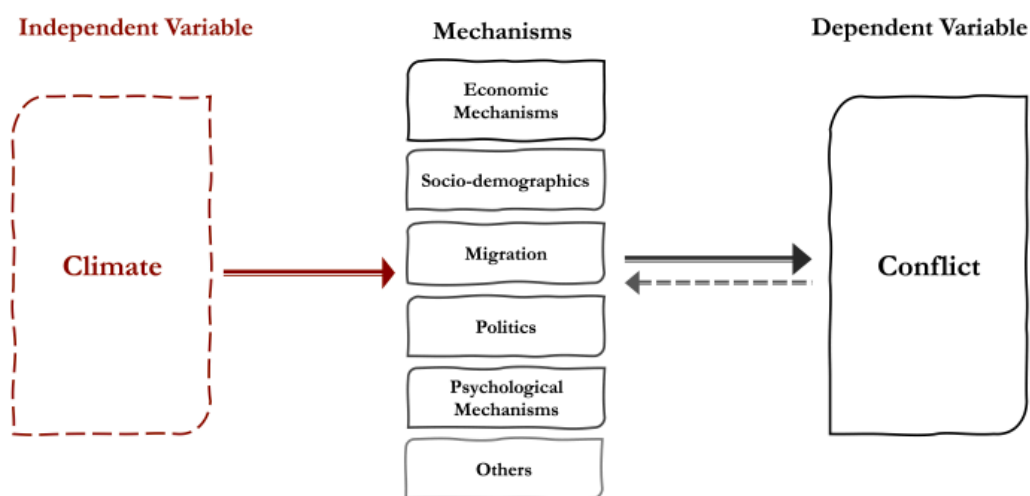 Independent Variable
Mechanisms
Dependent Variable
Economic
Mechanisms
Socio-demographics
Migration
Climate
Conflict
Politics
Psychological
Mechanisms
Others